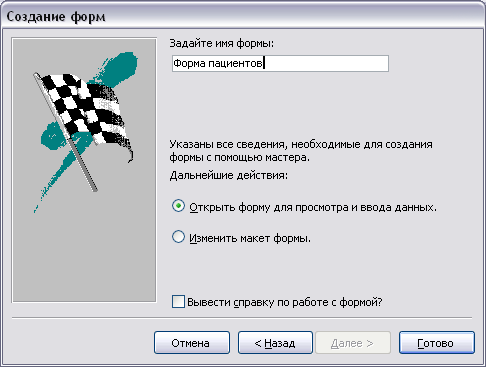 Создание форм
Задайте имя формы:
Форма пациентов
Указаны все сведения, необходимые для создания
формы с помощью мастера.
Дальнейшие действия:
Открыть форму для просмотра и ввода данных.
Изменить макет формы.
Вывести справку по работе с формой?
Отмена
< Назад
Далее >
Готово